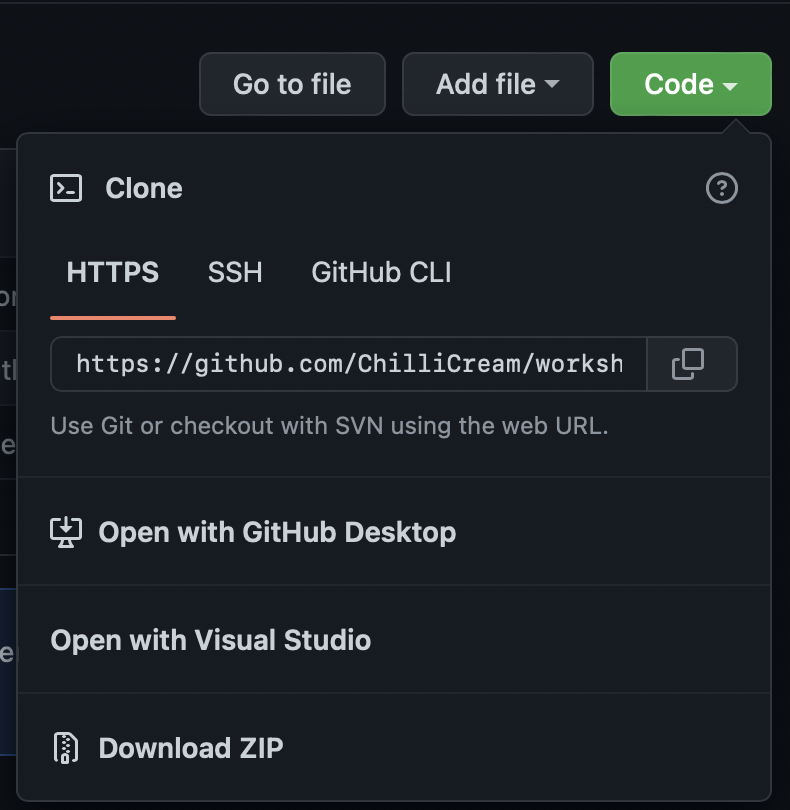 Go to file Add file Code
Clone
HTTPS SSH GitHub CLI
https://github.com/ChilliCream/worksh
Use Git or checkout with SVN using the web URL.
Open with GitHub Desktop
Open with Visual Studio
Download ZIP